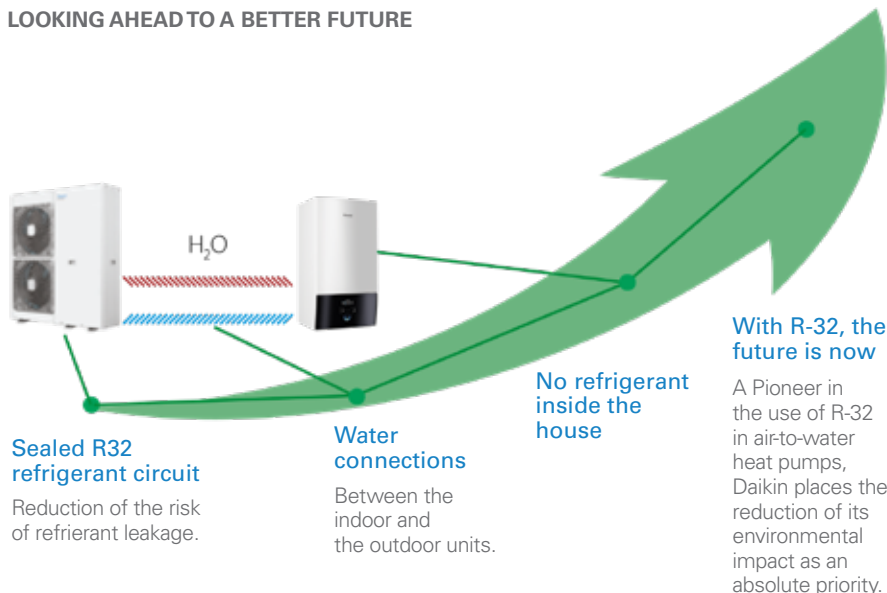 LOOKING AHEAD TO A BETTER FUTURE
H₂O
Sealed R32
refrigerant circuit
Reduction of the risk
of refrierant leakage.
Water
connections
Between the
indoor and
the outdoor units.
No refrigerant
inside the
house
With R-32, the
future is now
A Pioneer in
the use of R-32
in air-to-water
heat pumps,
Daikin places the
reduction of its
environmental
impact as an
absolute priority.